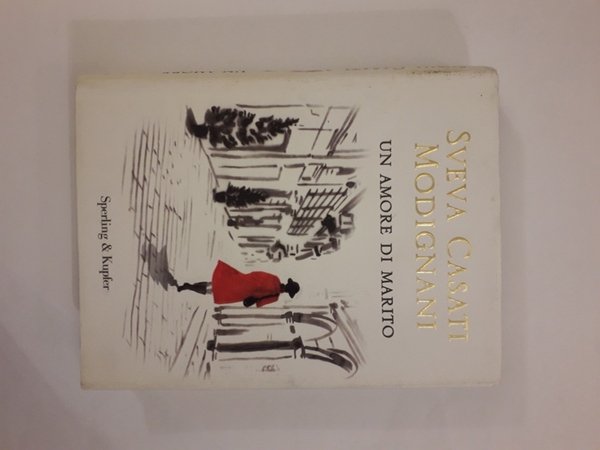 SVEVA CASATI
MODIGNANI
UN AMORE DI MARITO
Sperling & Kupfer